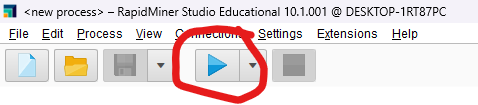 <new process> – RapidMiner Studio Educational 10.1.001 @ DESKTOP-1RT87PC
File Edit Process View Connections Settings Extensions Help